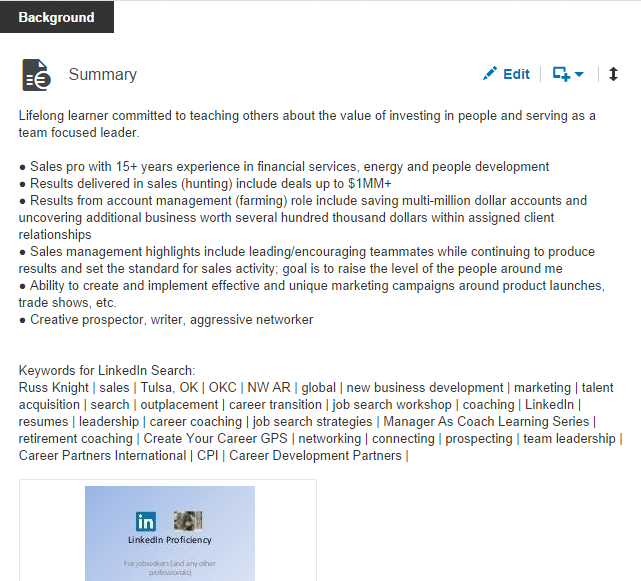 Background
Summary
Edit
Lifelong learner committed to teaching others about the value of investing in people and serving as a
team focused leader.
● Sales pro with 15+ years experience in financial services, energy and people development
● Results delivered in sales (hunting) include deals up to $1MM+
● Results from account management (farming) role include saving multi-million dollar accounts and
uncovering additional business worth several hundred thousand dollars within assigned client
relationships
● Sales management highlights include leading/encouraging teammates while continuing to produce
results and set the standard for sales activity; goal is to raise the level of the people around me
● Ability to create and implement effective and unique marketing campaigns around product launches,
trade shows, etc.
● Creative prospector, writer, aggressive networker
Keywords for LinkedIn Search:
Russ Knight | sales | Tulsa, OK | OKC | NW AR | global | new business development | marketing | talent
acquisition | search | outplacement | career transition | job search workshop | coaching | LinkedIn |
resumes | leadership | career coaching | job search strategies | Manager As Coach Learning Series |
retirement coaching | Create Your Career GPS | networking | connecting | prospecting | team leadership |
Career Partners International | CPI | Career Development Partners |
in
LinkedIn Proficiency
For jobseekers (and any other
professionals)